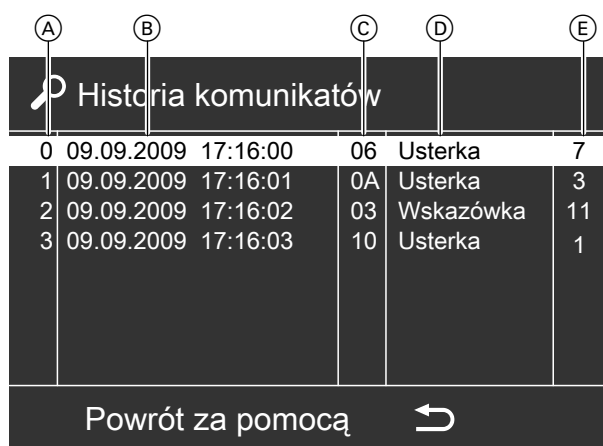 A B C D E
Historia komunikatów
0 09.09.2009 17:16:00 06 Usterka 7
1 09.09.2009 17:16:01 0A Usterka 3
2 09.09.2009 17:16:02 03 Wskazówka 11
3 09.09.2009 17:16:03 10 Usterka 1
Powrót za pomocą